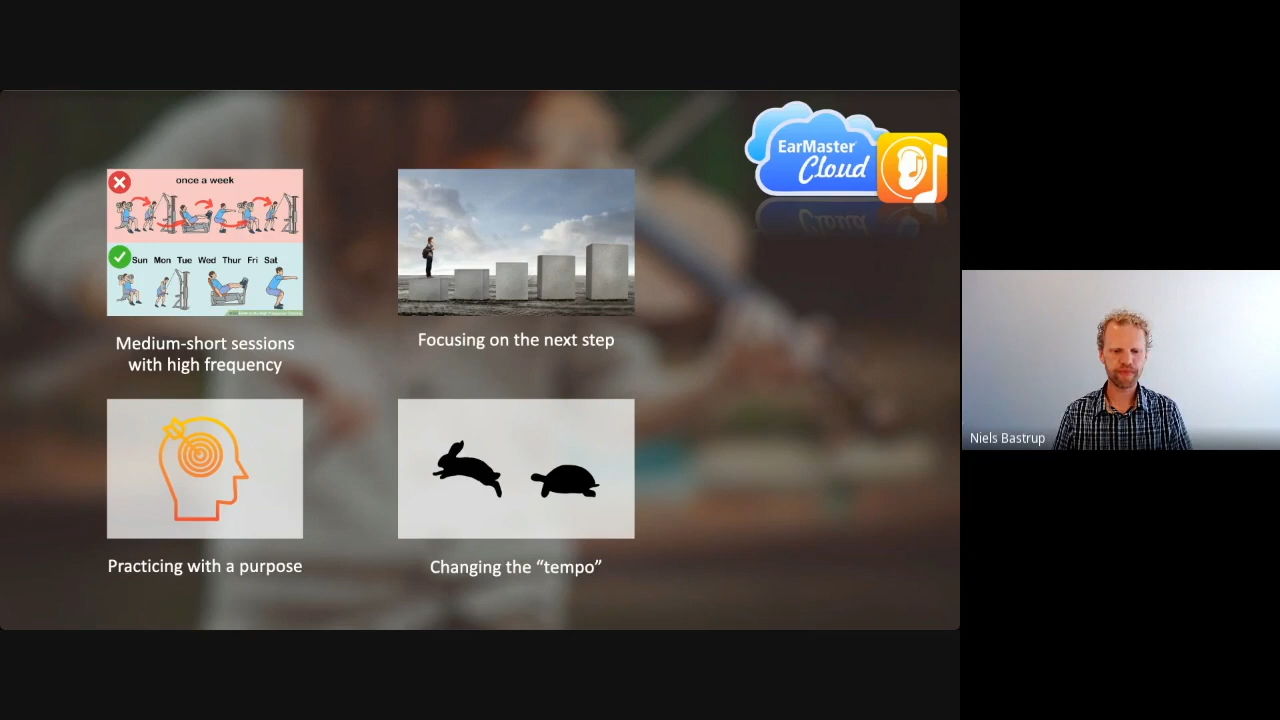 EarMaster
Cloud
once a week
Sun Mon Tue Wed Thur Fri Sat
Medium-short sessions
with high frequency
Focusing on the next step
Practicing with a purpose
Changing the “tempo”
Niels Bastrup